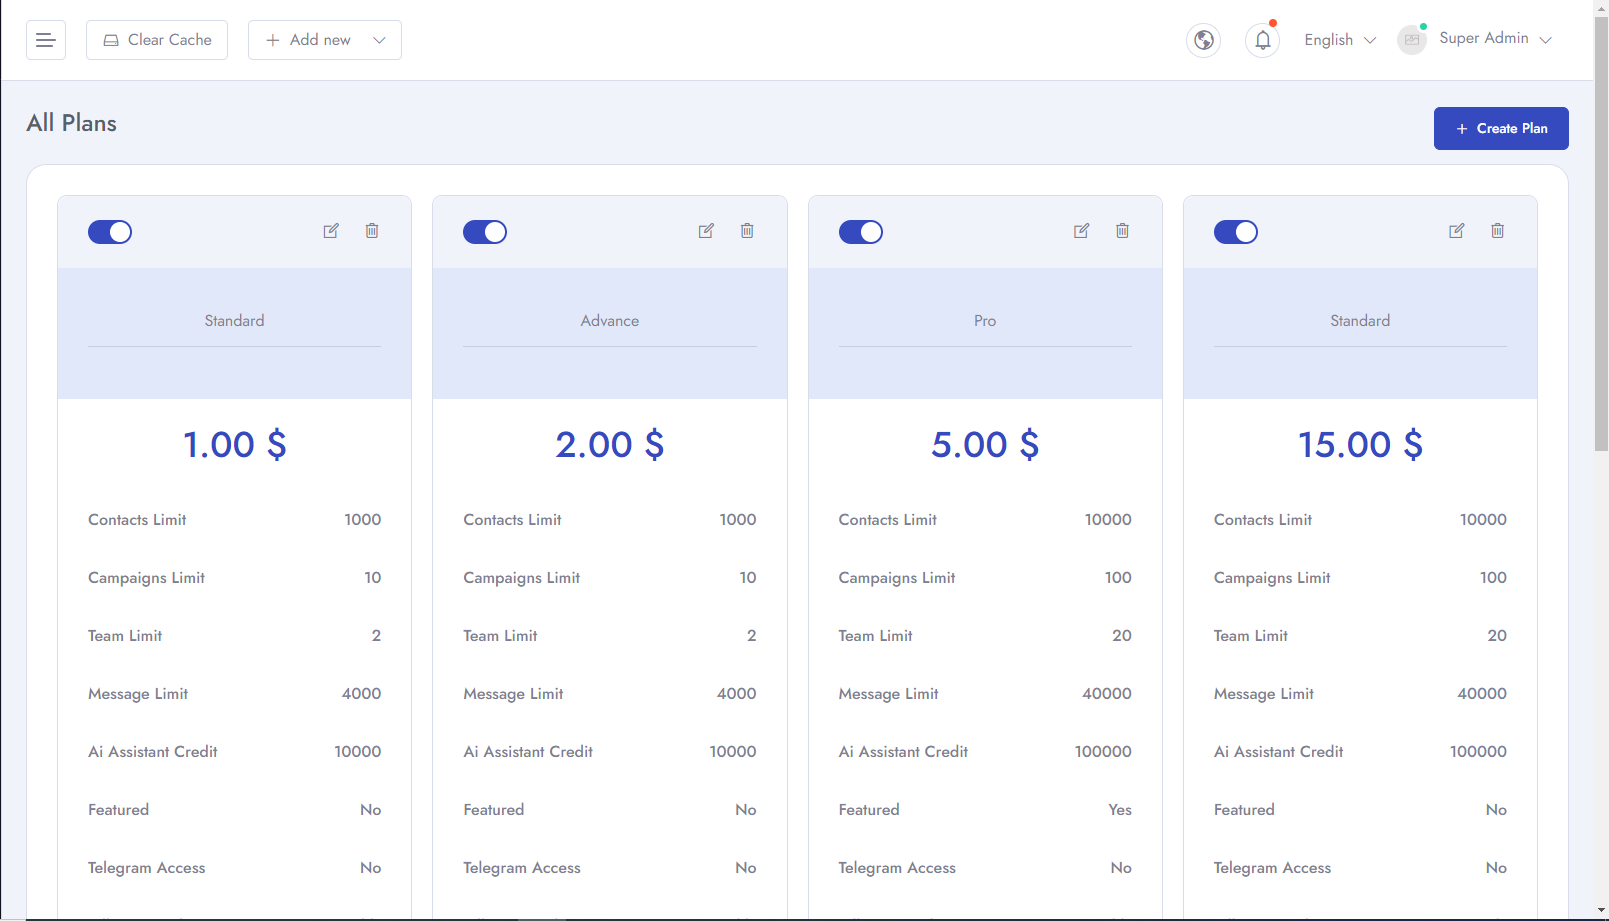 Clear Cache
Add new
English
Super Admin
All Plans
Create Plan
Standard
1.00 $
Contacts Limit 1000
Campaigns Limit 10
Team Limit 2
Message Limit 4000
Ai Assistant Credit 10000
Featured No
Telegram Access No
Advance
2.00 $
Contacts Limit 1000
Campaigns Limit 10
Team Limit 2
Message Limit 4000
Ai Assistant Credit 10000
Featured No
Telegram Access No
Pro
5.00 $
Contacts Limit 10000
Campaigns Limit 100
Team Limit 20
Message Limit 40000
Ai Assistant Credit 100000
Featured Yes
Telegram Access No
Standard
15.00 $
Contacts Limit 10000
Campaigns Limit 100
Team Limit 20
Message Limit 40000
Ai Assistant Credit 100000
Featured No
Telegram Access No